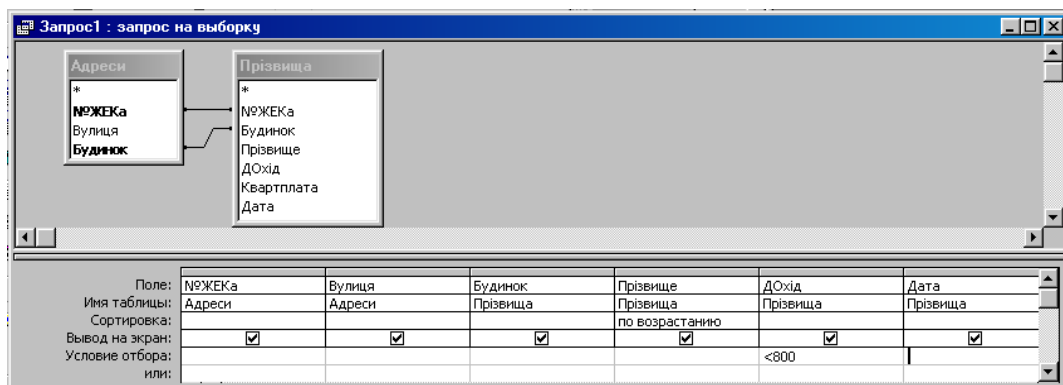 Запрос1 : запрос на выборку
Адреси
*
№ЖЕКа
Вулиця
Будинок
Прізвища
*
№ЖЕКа
Будинок
Прізвище
ДОхід
Квартплата
Дата
Поле: №ЖЕКа Вулиця Будинок Прізвище ДОхід Дата
Имя таблицы: Адреси Адреси Прізвища Прізвища Прізвища Прізвища
Сортировка: по возрастанию
Вывод на экран:
Условие отбора: <800
или: